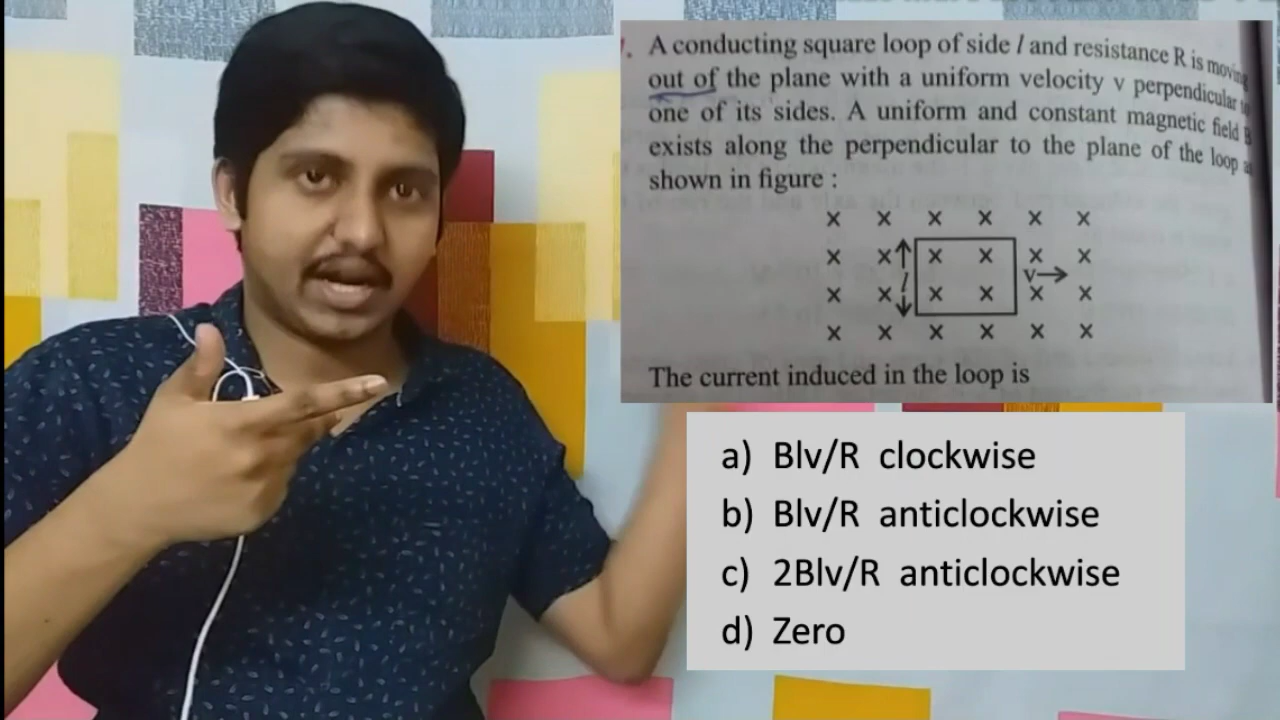 A conducting square loop of side l and resistance R is moving
out of the plane with a uniform velocity v perpendicular to
one of its sides. A uniform and constant magnetic field B
exists along the perpendicular to the plane of the loop
shown in figure :
x x x x x x
x x x x x x
l v
x x x x x x
x x x x x x
The current induced in the loop is
a) Blv/R clockwise
b) Blv/R anticlockwise
c) 2Blv/R anticlockwise
d) Zero